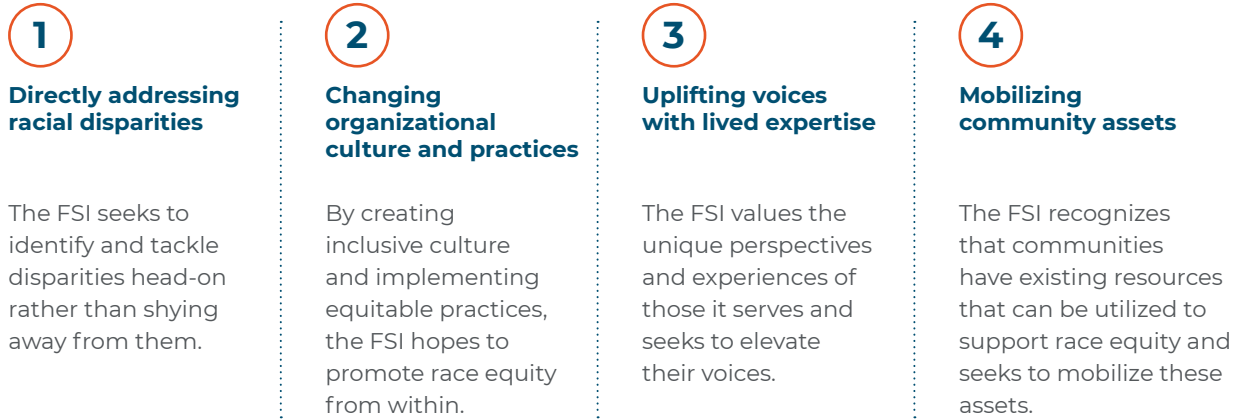 1
Directly addressing
racial disparities
The FSI seeks to
identify and tackle
disparities head-on
rather than shying
away from them.
2
Changing
organizational
culture and practices
By creating
inclusive culture
and implementing
equitable practices,
the FSI hopes to
promote race equity
from within.
3
Uplifting voices
with lived expertise
The FSI values the
unique perspectives
and experiences of
those it serves and
seeks to elevate
their voices.
4
Mobilizing
community assets
The FSI recognizes
that communities
have existing resources
that can be utilized to
support race equity and
seeks to mobilize these
assets.